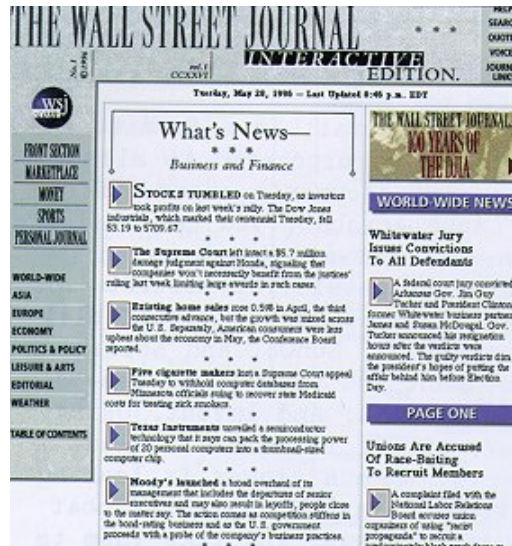 THE WALL STREET JOURNAL
INTERACTIVE
EDITION.
No. 1
©1996
vol. 1
CCXXVI
HELP
SEARC
QUOTE
VOICE
JOURN
LINKS
Tuesday, May 28, 1996 — Last Updated 8:46 p.m. EDT
wsj
FRONT SECTION
MARKETPLACE
MONEY
SPORTS
PERSONAL JOURNAL
WORLD-WIDE
ASIA
EUROPE
ECONOMY
POLITICS & POLICY
LEISURE & ARTS
EDITORIAL
WEATHER
TABLE OF CONTENTS
What's News—
Business and Finance
STOCKS TUMBLED on Tuesday, as investors
took profits on last week's rally. The Dow Jones
industrials, which marked their centennial Tuesday, fell
53.19 to 5709.67.
The Supreme Court left intact a $5.7 million
damage judgment against Honda, signaling that
companies won't necessarily benefit from the justices'
ruling last week limiting large awards in such cases.
Existing home sales rose 0.5% in April, the third
consecutive advance, but the growth was mixed across
the U.S. Separately, American consumers were less
upbeat about the economy in May, the Conference Board
reported.
Five cigarette makers lost a Supreme Court appeal
Tuesday to withhold computer databases from
Minnesota officials suing to recover state Medicaid
costs for treating sick smokers.
Texas Instruments unveiled a semiconductor
technology that it says can pack the processing power
of 20 personal computers into a thumbnail-sized
computer chip.
Moody's launched a broad overhaul of its
management that includes the departures of senior
executives and may also result in layoffs, people close
to the matter say. The action comes as competition stiffens in
the bond-rating business and as the U.S. government
proceeds with a probe of the company's business practices.
THE WALL STREET JOURNAL
100 YEARS OF
THE DJIA
WORLD-WIDE NEWS
Whitewater Jury
Issues Convictions
To All Defendants
A federal court jury convicted
Arkansas Gov. Jim Guy
Tucker and President Clinton
former Whitewater business partner
James and Susan McDougal. Gov.
Tucker announced his resignation
hours after the verdicts were
announced. The guilty verdicts dim
the president's hopes of putting the
affair behind him before Election
Day.
PAGE ONE
Unions Are Accused
Of Race-Baiting
To Recruit Members
A complaint filed with the
National Labor Relations
Board accuses union
organizers of using "racist
propaganda" to recruit a